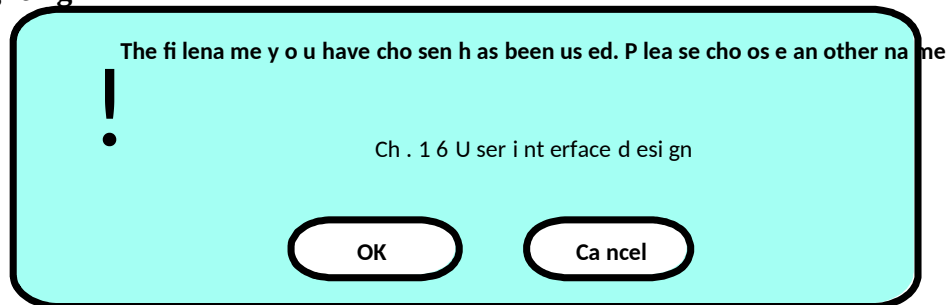 The fi lena me y o u have cho sen h as been us ed. P lea se cho os e an other na me
!
Ch . 1 6 U ser i nt erface d esi gn
OK
Ca ncel